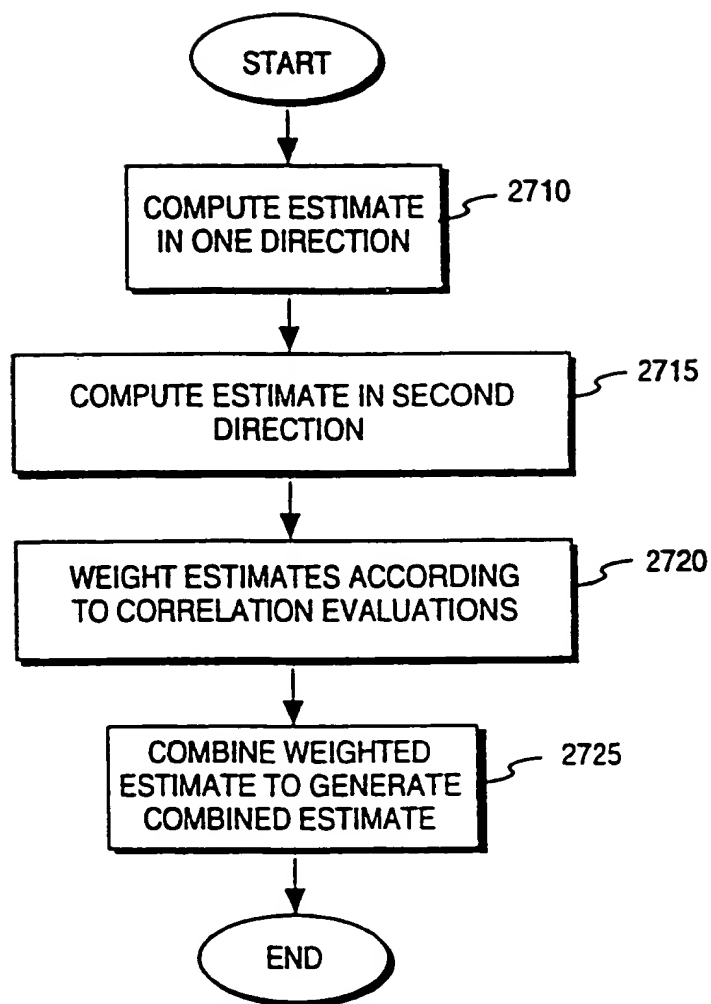 START
COMPUTE ESTIMATE
IN ONE DIRECTION
2710
COMPUTE ESTIMATE IN SECOND
DIRECTION
2715
WEIGHT ESTIMATES ACCORDING
TO CORRELATION EVALUATIONS
2720
COMBINE WEIGHTED
ESTIMATE TO GENERATE
COMBINED ESTIMATE
2725
END